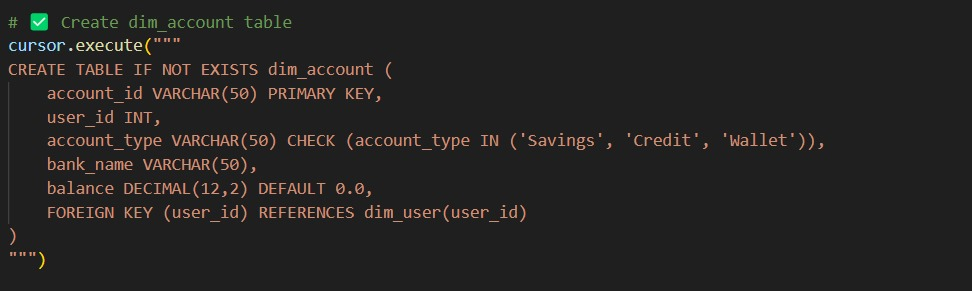 # ✅ Create dim_account table
cursor.execute("""
CREATE TABLE IF NOT EXISTS dim_account (
    account_id VARCHAR(50) PRIMARY KEY,
    user_id INT,
    account_type VARCHAR(50) CHECK (account_type IN ('Savings', 'Credit', 'Wallet')),
    bank_name VARCHAR(50),
    balance DECIMAL(12,2) DEFAULT 0.0,
    FOREIGN KEY (user_id) REFERENCES dim_user(user_id)
)
""")